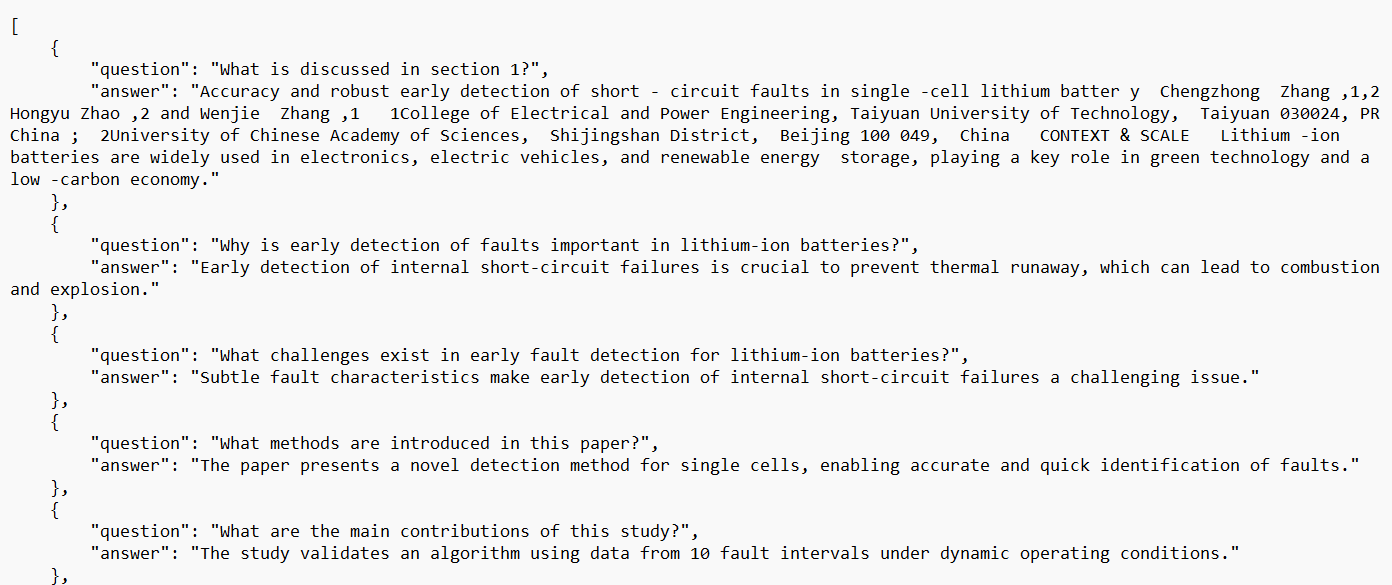 [
    {
        "question": "What is discussed in section 1?",
        "answer": "Accuracy and robust early detection of short - circuit faults in single -cell lithium batter y  Chengzhong  Zhang ,1,2
Hongyu Zhao ,2 and Wenjie  Zhang ,1   1College of Electrical and Power Engineering, Taiyuan University of Technology,  Taiyuan 030024, PR
China ;  2University of Chinese Academy of Sciences,  Shijingshan District,  Beijing 100 049,  China   CONTEXT & SCALE   Lithium -ion
batteries are widely used in electronics, electric vehicles, and renewable energy  storage, playing a key role in green technology and a
low -carbon economy."
    },
    {
        "question": "Why is early detection of faults important in lithium-ion batteries?",
        "answer": "Early detection of internal short-circuit failures is crucial to prevent thermal runaway, which can lead to combustion
and explosion."
    },
    {
        "question": "What challenges exist in early fault detection for lithium-ion batteries?",
        "answer": "Subtle fault characteristics make early detection of internal short-circuit failures a challenging issue."
    },
    {
        "question": "What methods are introduced in this paper?",
        "answer": "The paper presents a novel detection method for single cells, enabling accurate and quick identification of faults."
    },
    {
        "question": "What are the main contributions of this study?",
        "answer": "The study validates an algorithm using data from 10 fault intervals under dynamic operating conditions."
    },